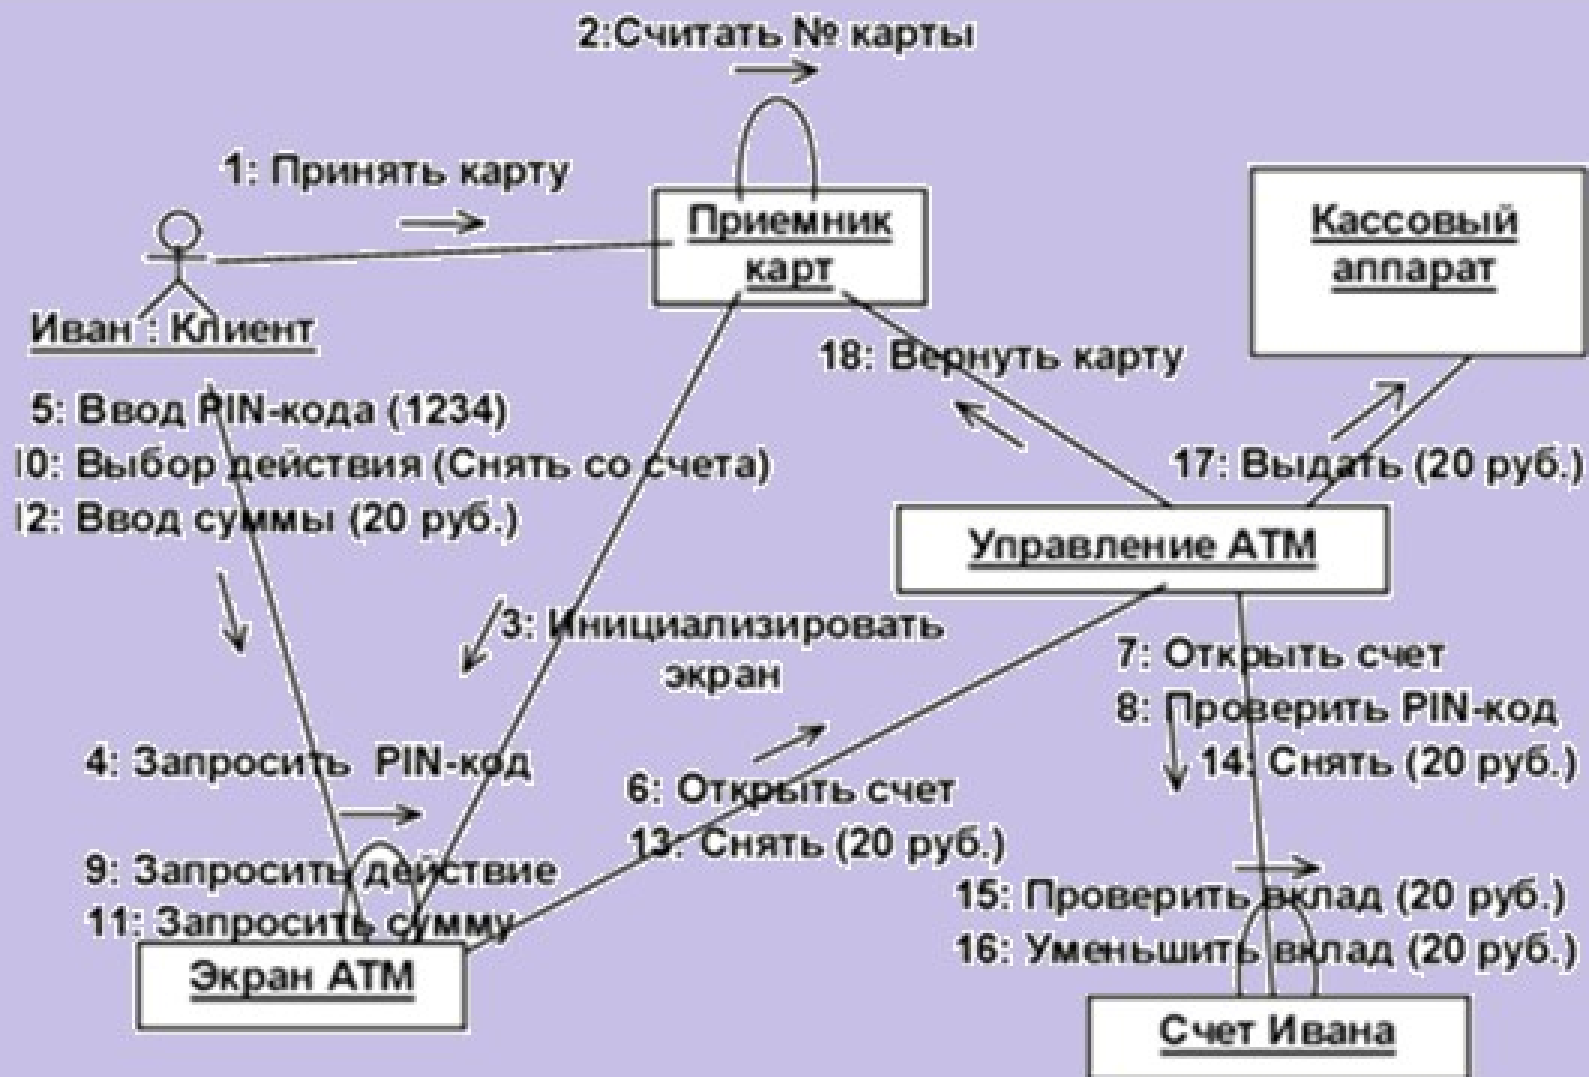 2:Считать № карты
1: Принять карту
Приемник
карт
Кассовый
аппарат
Иван : Клиент
18: Вернуть карту
5: Ввод PIN-кода (1234)
10: Выбор действия (Снять со счета)
12: Ввод суммы (20 руб.)
17: Выдать (20 руб.)
Управление АТМ
3: Инициализировать
экран
7: Открыть счет
8: Проверить PIN-код
14: Снять (20 руб.)
4: Запросить PIN-код
6: Открыть счет
13: Снять (20 руб.)
9: Запросить действие
11: Запросить сумму
15: Проверить вклад (20 руб.)
16: Уменьшить вклад (20 руб.)
Экран АТМ
Счет Ивана